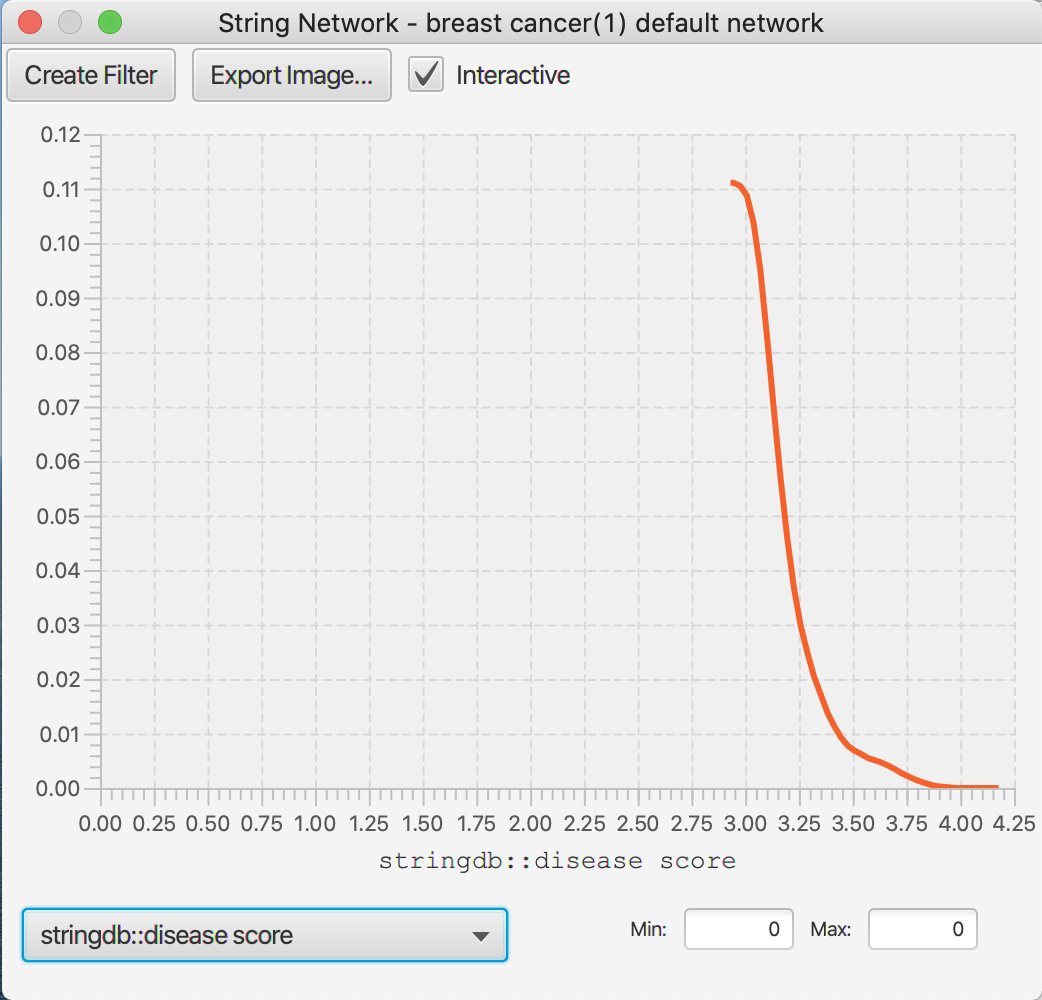 String Network - breast cancer(1) default network
Create Filter Export Image... Interactive
0.12
0.11
0.10
0.09
0.08
0.07
0.06
0.05
0.04
0.03
0.02
0.01
0.00
0.00 0.25 0.50 0.75 1.00 1.25 1.50 1.75 2.00 2.25 2.50 2.75 3.00 3.25 3.50 3.75 4.00 4.25
stringdb::disease score
stringdb::disease score Min: 0 Max: 0